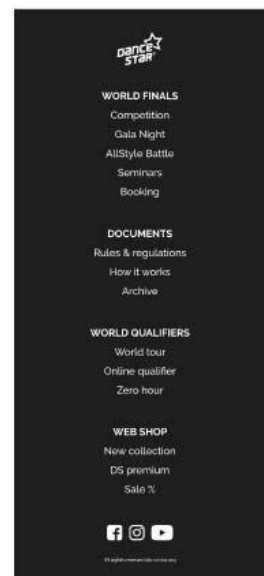 DANCE
STAR
WORLD FINALS
Competition
Gala Night
AllStyle Battle
Seminars
Booking
DOCUMENTS
Rules & regulations
How it works
Archive
WORLD QUALIFIERS
World tour
Online qualifier
Zero hour
WEB SHOP
New collection
DS premium
Sale %